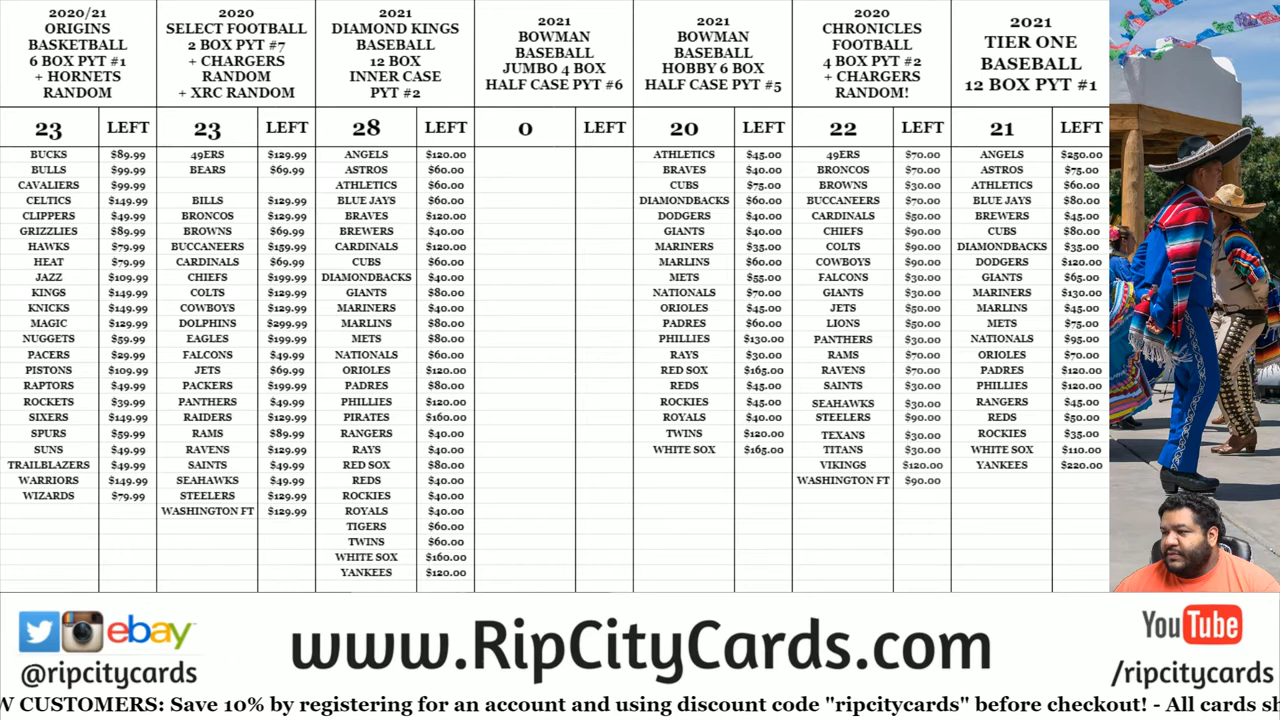 2020/21
ORIGINS
BASKETBALL
6 BOX PYT #1
+ HORNETS
RANDOM
23 LEFT
BUCKS $89.99
BULLS $99.99
CAVALIERS $99.99
CELTICS $149.99
CLIPPERS $49.99
GRIZZLIES $89.99
HAWKS $79.99
HEAT $79.99
JAZZ $109.99
KINGS $149.99
KNICKS $149.99
MAGIC $129.99
NUGGETS $59.99
PACERS $29.99
PISTONS $109.99
RAPTORS $49.99
ROCKETS $39.99
SIXERS $149.99
SPURS $59.99
SUNS $49.99
TRAILBLAZERS $49.99
WARRIORS $149.99
WIZARDS $79.99
2020
SELECT FOOTBALL
2 BOX PYT #7
+ CHARGERS
RANDOM
+ XRC RANDOM
23 LEFT
49ERS $129.99
BEARS $69.99
BILLS $129.99
BRONCOS $129.99
BROWNS $69.99
BUCCANEERS $159.99
CARDINALS $69.99
CHIEFS $199.99
COLTS $129.99
COWBOYS $129.99
DOLPHINS $299.99
EAGLES $199.99
FALCONS $49.99
JETS $69.99
PACKERS $199.99
PANTHERS $49.99
RAIDERS $129.99
RAMS $89.99
RAVENS $129.99
SAINTS $49.99
SEAHAWKS $49.99
STEELERS $129.99
WASHINGTON FT $129.99
2021
DIAMOND KINGS
BASEBALL
12 BOX
INNER CASE
PYT #2
28 LEFT
ANGELS $120.00
ASTROS $60.00
ATHLETICS $60.00
BLUE JAYS $60.00
BRAVES $120.00
BREWERS $40.00
CARDINALS $120.00
CUBS $60.00
DIAMONDBACKS $40.00
GIANTS $80.00
MARINERS $40.00
MARLINS $80.00
METS $80.00
NATIONALS $60.00
ORIOLES $120.00
PADRES $80.00
PHILLIES $120.00
PIRATES $160.00
RANGERS $40.00
RAYS $40.00
RED SOX $80.00
REDS $40.00
ROCKIES $40.00
ROYALS $40.00
TIGERS $60.00
TWINS $60.00
WHITE SOX $160.00
YANKEES $120.00
2021
BOWMAN
BASEBALL
JUMBO 4 BOX
HALF CASE PYT #6
0 LEFT
2021
BOWMAN
BASEBALL
HOBBY 6 BOX
HALF CASE PYT #5
20 LEFT
ATHLETICS $45.00
BRAVES $40.00
CUBS $75.00
DIAMONDBACKS $60.00
DODGERS $40.00
GIANTS $40.00
MARINERS $35.00
MARLINS $60.00
METS $55.00
NATIONALS $70.00
ORIOLES $45.00
PADRES $60.00
PHILLIES $130.00
RAYS $30.00
RED SOX $165.00
REDS $45.00
ROCKIES $45.00
ROYALS $40.00
TWINS $120.00
WHITE SOX $165.00
2020
CHRONICLES
FOOTBALL
4 BOX PYT #2
+ CHARGERS
RANDOM!
22 LEFT
49ERS $70.00
BRONCOS $70.00
BROWNS $30.00
BUCCANEERS $70.00
CARDINALS $50.00
CHIEFS $90.00
COLTS $90.00
COWBOYS $90.00
FALCONS $30.00
GIANTS $30.00
JETS $50.00
LIONS $50.00
PANTHERS $30.00
RAMS $70.00
RAVENS $70.00
SAINTS $30.00
SEAHAWKS $30.00
STEELERS $90.00
TEXANS $30.00
TITANS $30.00
VIKINGS $120.00
WASHINGTON FT $90.00
2021
TIER ONE
BASEBALL
12 BOX PYT #1
21 LEFT
ANGELS $250.00
ASTROS $75.00
ATHLETICS $60.00
BLUE JAYS $80.00
BREWERS $45.00
CUBS $80.00
DIAMONDBACKS $35.00
DODGERS $120.00
GIANTS $65.00
MARINERS $130.00
MARLINS $45.00
METS $75.00
NATIONALS $95.00
ORIOLES $70.00
PADRES $120.00
PHILLIES $120.00
RANGERS $45.00
REDS $50.00
ROCKIES $35.00
WHITE SOX $110.00
YANKEES $220.00
ebay
@ripcitycards
www.RipCityCards.com
YouTube
/ripcitycards
W CUSTOMERS: Save 10% by registering for an account and using discount code "ripcitycards" before checkout! - All cards sh